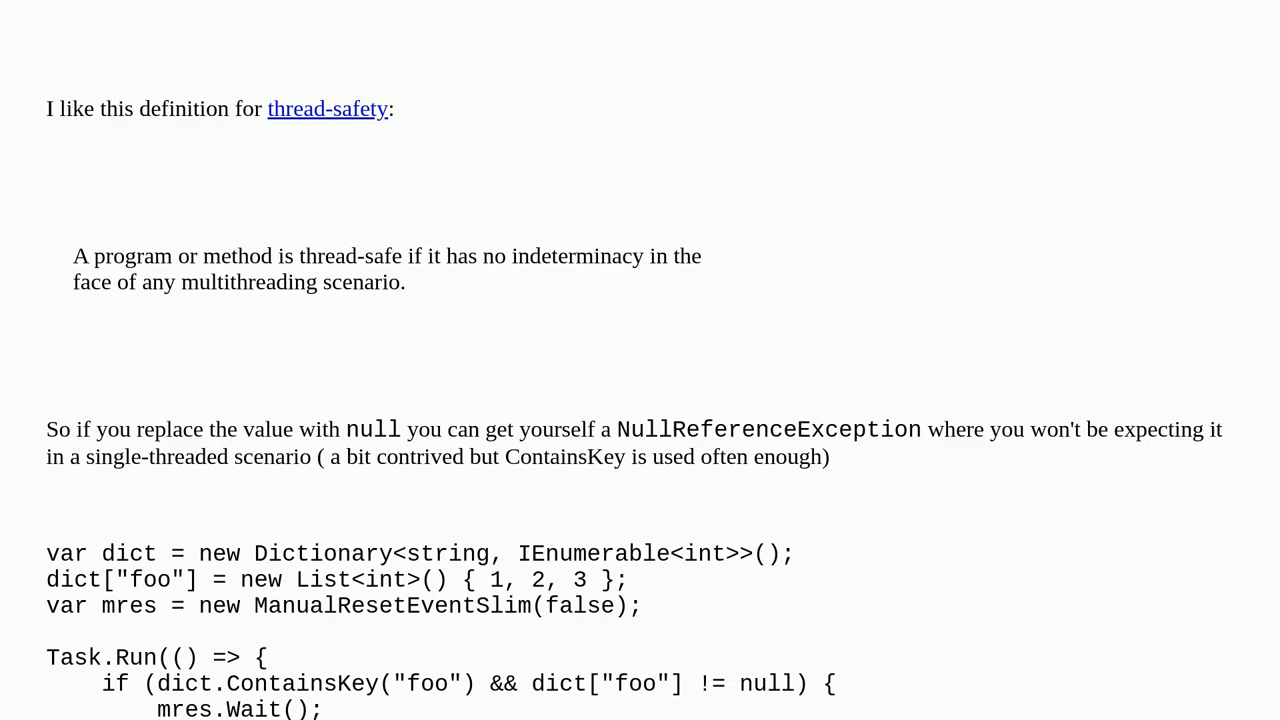 I like this definition for thread-safety:
A program or method is thread-safe if it has no indeterminacy in the
face of any multithreading scenario.
So if you replace the value with null you can get yourself a NullReferenceException where you won't be expecting it
in a single-threaded scenario ( a bit contrived but ContainsKey is used often enough)
var dict = new Dictionary<string, IEnumerable<int>>();
dict["foo"] = new List<int>() { 1, 2, 3 };
var mres = new ManualResetEventSlim(false);
Task.Run(() => {
    if (dict.ContainsKey("foo") && dict["foo"] != null) {
        mres.Wait();